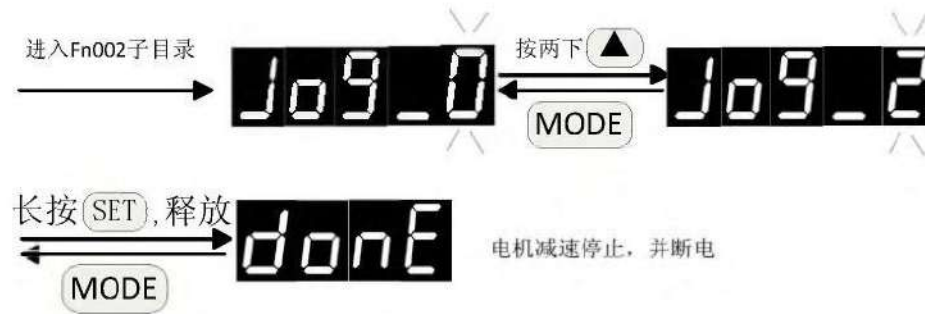 进入Fn002子目录
Jog_0
按两下▲
MODE
Jog_2
长按SET,释放
MODE
donE
电机减速停止，并断电